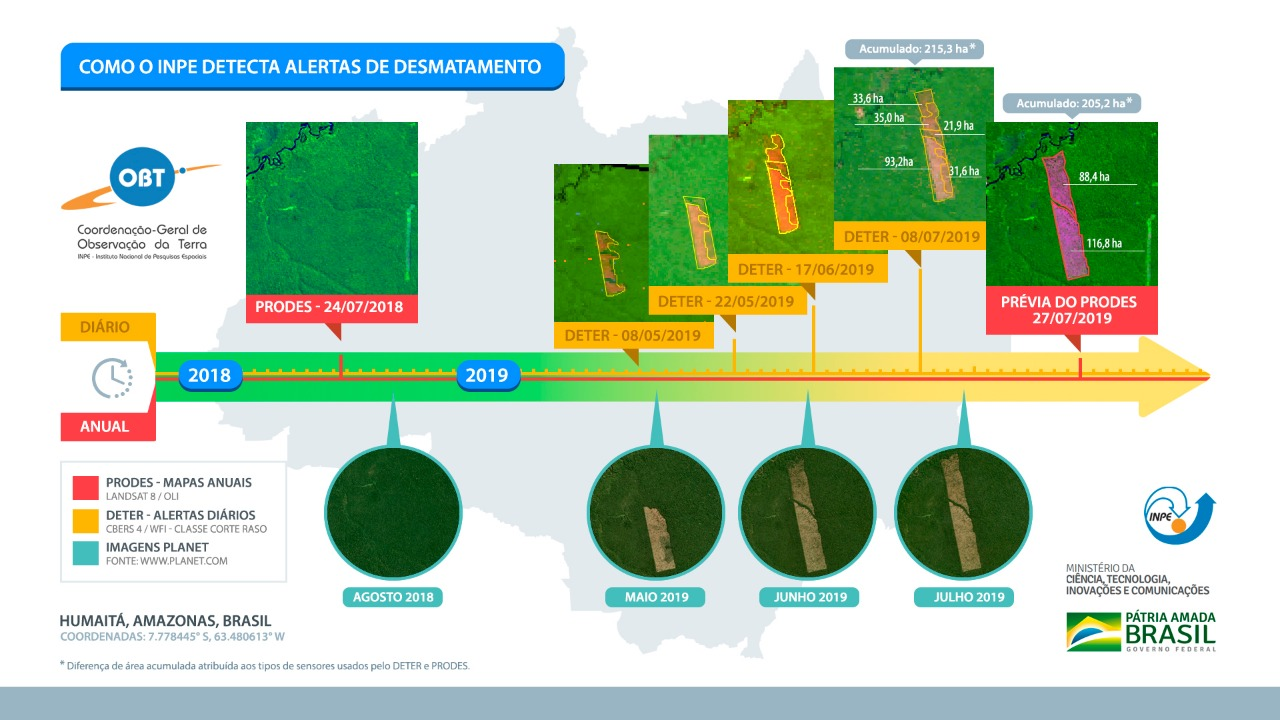 COMO O INPE DETECTA ALERTAS DE DESMATAMENTO
OBT
Coordenação-Geral de
Observação da Terra
INPE - Instituto Nacional de Pesquisas Espaciais
PRODES - 24/07/2018
DETER - 08/05/2019
DETER - 22/05/2019
DETER - 17/06/2019
Acumulado: 215,3 ha*
33,6 ha
35,0 ha
21,9 ha
93,2ha
31,6 ha
DETER - 08/07/2019
Acumulado: 205,2 ha*
88,4 ha
116,8 ha
PRÉVIA DO PRODES
27/07/2019
DIÁRIO
ANUAL
2018
2019
AGOSTO 2018
MAIO 2019
JUNHO 2019
JULHO 2019
PRODES - MAPAS ANUAIS
LANDSAT 8 / OLI
DETER - ALERTAS DIÁRIOS
CBERS 4 / WFI - CLASSE CORTE RASO
IMAGENS PLANET
FONTE: WWW.PLANET.COM
HUMAITÁ, AMAZONAS, BRASIL
COORDENADAS: 7.778445° S, 63.480613° W
* Diferença de área acumulada atribuída aos tipos de sensores usados pelo DETER e PRODES.
INPE
MINISTÉRIO DA
CIÊNCIA, TECNOLOGIA,
INOVAÇÕES E COMUNICAÇÕES
PÁTRIA AMADA
BRASIL
GOVERNO FEDERAL